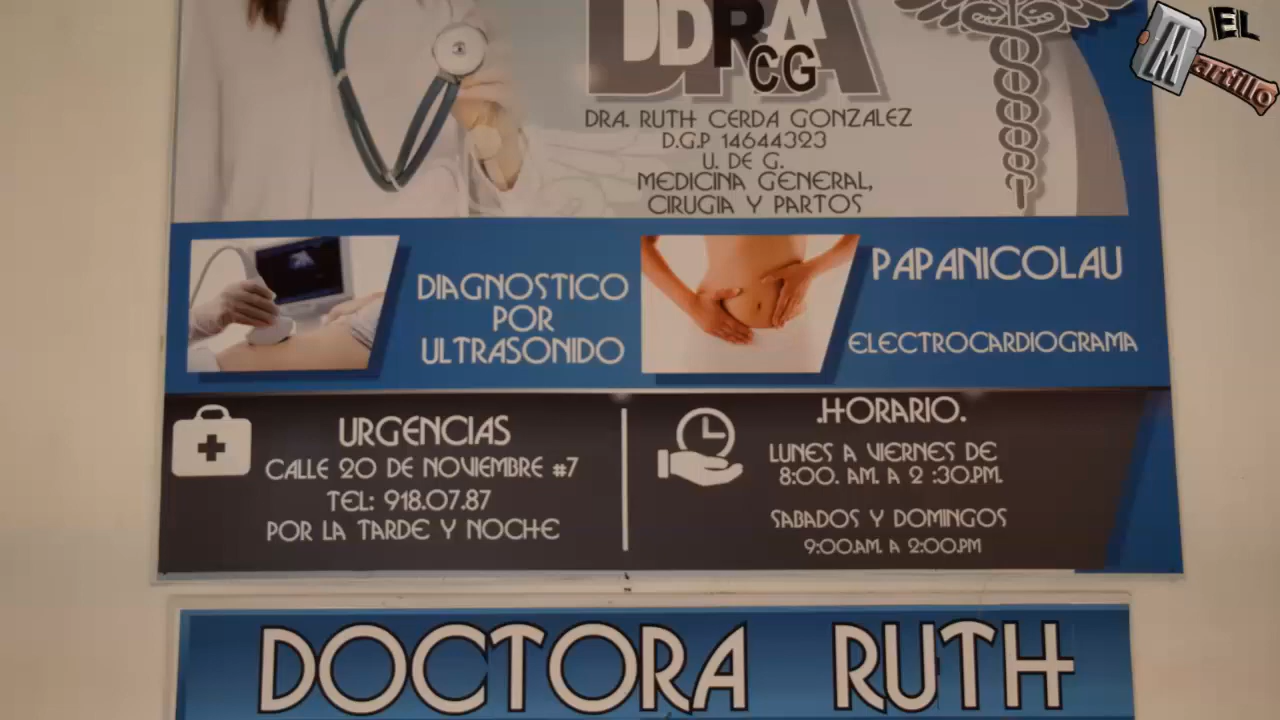 EL
Martillo
DRA
CG
DRA. RUTH CERDA GONZALEZ
D.G.P 14644323
U. DE G.
MEDICINA GENERAL,
CIRUGIA Y PARTOS
DIAGNOSTICO
POR
ULTRASONIDO
PAPANICOLAU
ELECTROCARDIOGRAMA
URGENCIAS
CALLE 20 DE NOVIEMBRE #7
TEL: 918.07.87
POR LA TARDE Y NOCHE
.HORARIO.
LUNES A VIERNES DE
8:00. AM. A 2 :30.PM.
SABADOS Y DOMINGOS
9:00.AM. A 2:00.PM
DOCTORA RUTH